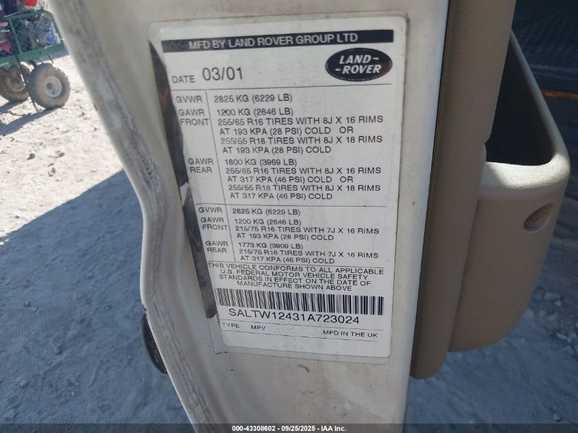 MFD BY LAND ROVER GROUP LTD
DATE 03/01
LAND-
-ROVER
GVWR 2825 KG (6229 LB)
GAWR 1200 KG (2646 LB)
FRONT 255/65 R16 TIRES WITH 8J X 16 RIMS
AT 193 KPA (28 PSI) COLD OR
255/55 R18 TIRES WITH 8J X 18 RIMS
AT 193 KPA (28 PSI) COLD
GAWR 1800 KG (3969 LB)
REAR 255/65 R16 TIRES WITH 8J X 16 RIMS
AT 317 KPA (46 PSI) COLD OR
255/55 R18 TIRES WITH 8J X 18 RIMS
AT 317 KPA (46 PSI) COLD
GVWR 2825 KG (6229 LB)
GAWR 1200 KG (2646 LB)
FRONT 215/75 R16 TIRES WITH 7J X 16 RIMS
AT 193 KPA (28 PSI) COLD
GAWR 1773 KG (3909 LB)
REAR 215/75 R16 TIRES WITH 7J X 16 RIMS
AT 317 KPA (46 PSI) COLD
THIS VEHICLE CONFORMS TO ALL APPLICABLE
U.S. FEDERAL MOTOR VEHICLE SAFETY
STANDARDS IN EFFECT ON THE DATE OF
MANUFACTURE SHOWN ABOVE
SALTW12431A723024
TYPE MPV MFD IN THE UK
000-43308602 - 09/25/2025 - IAA Inc.